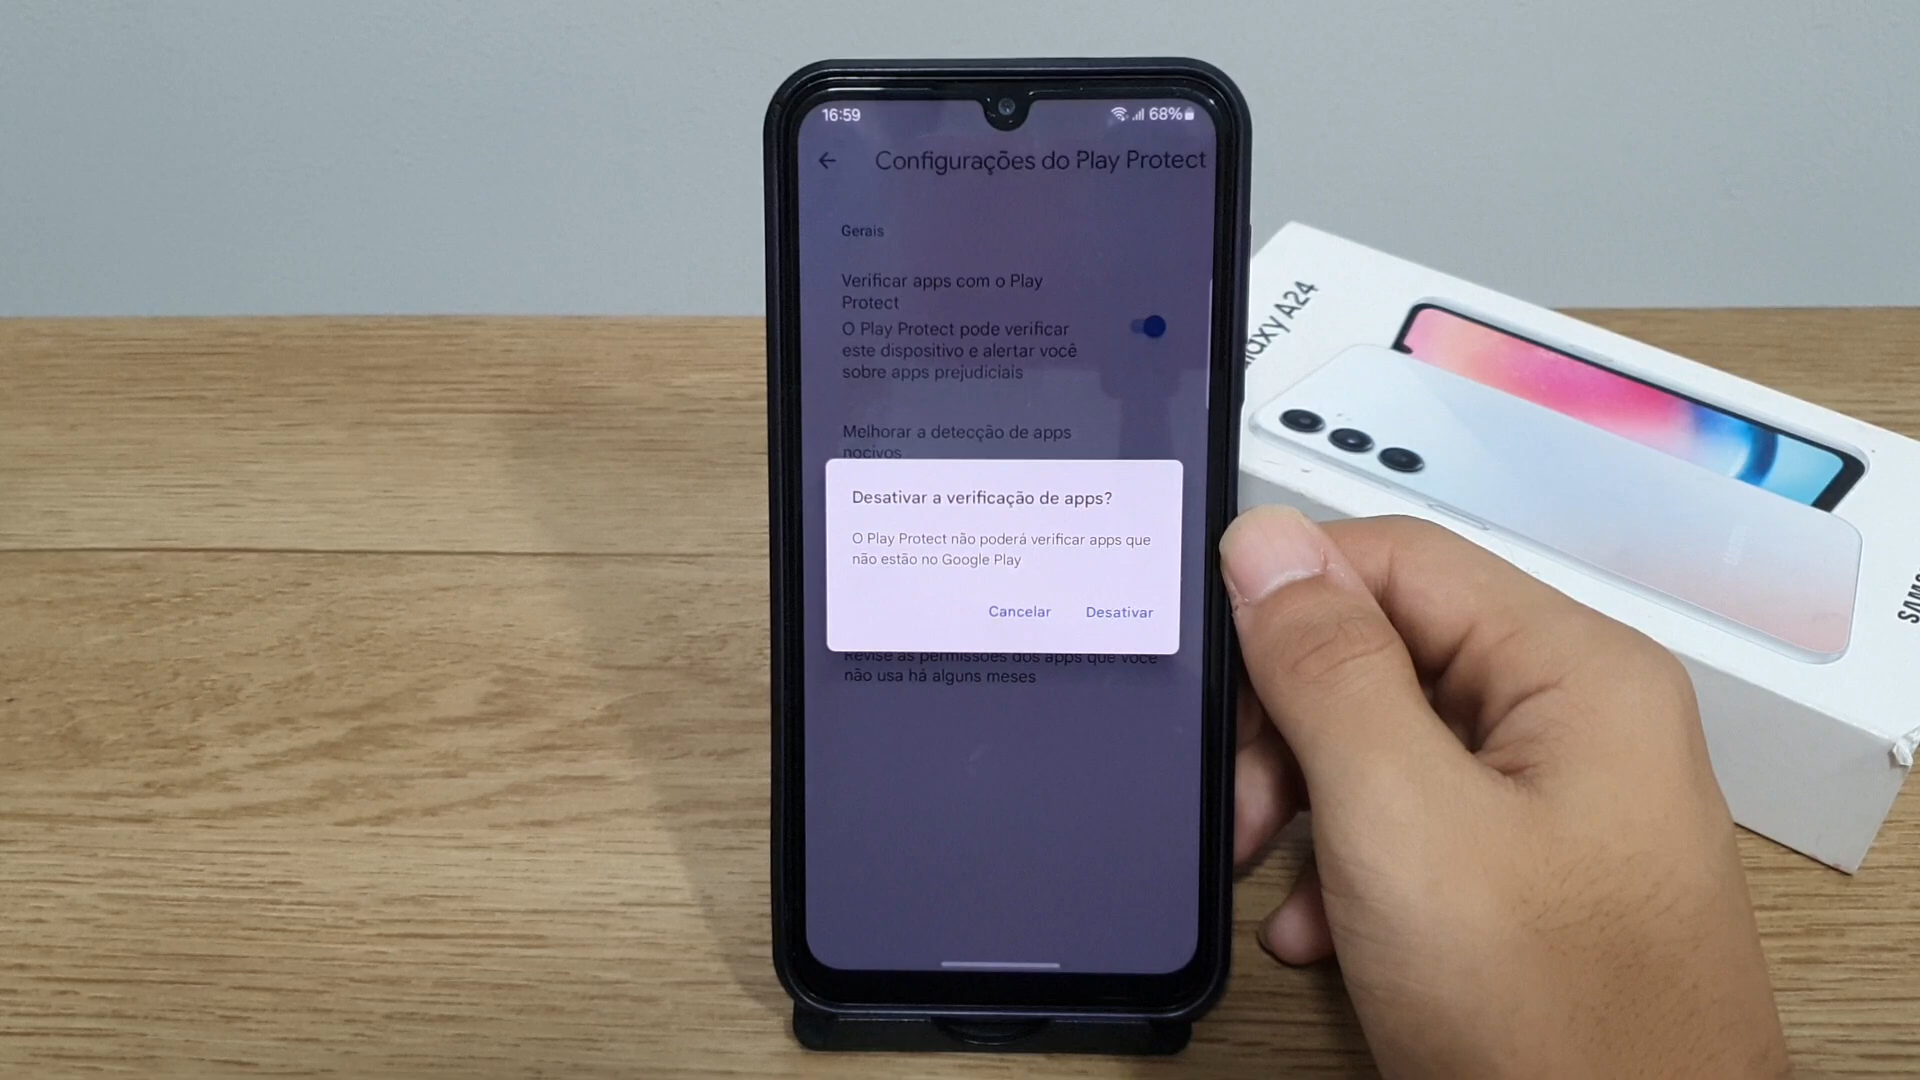 16:59
68%
Configurações do Play Protect
Gerais
Verificar apps com o Play
Protect
O Play Protect pode verificar
este dispositivo e alertar você
sobre apps prejudiciais
Melhorar a detecção de apps
nocivos
Desativar a verificação de apps?
O Play Protect não poderá verificar apps que
não estão no Google Play
Cancelar
Desativar
Revise as permissões dos apps que você
não usa há alguns meses
A24